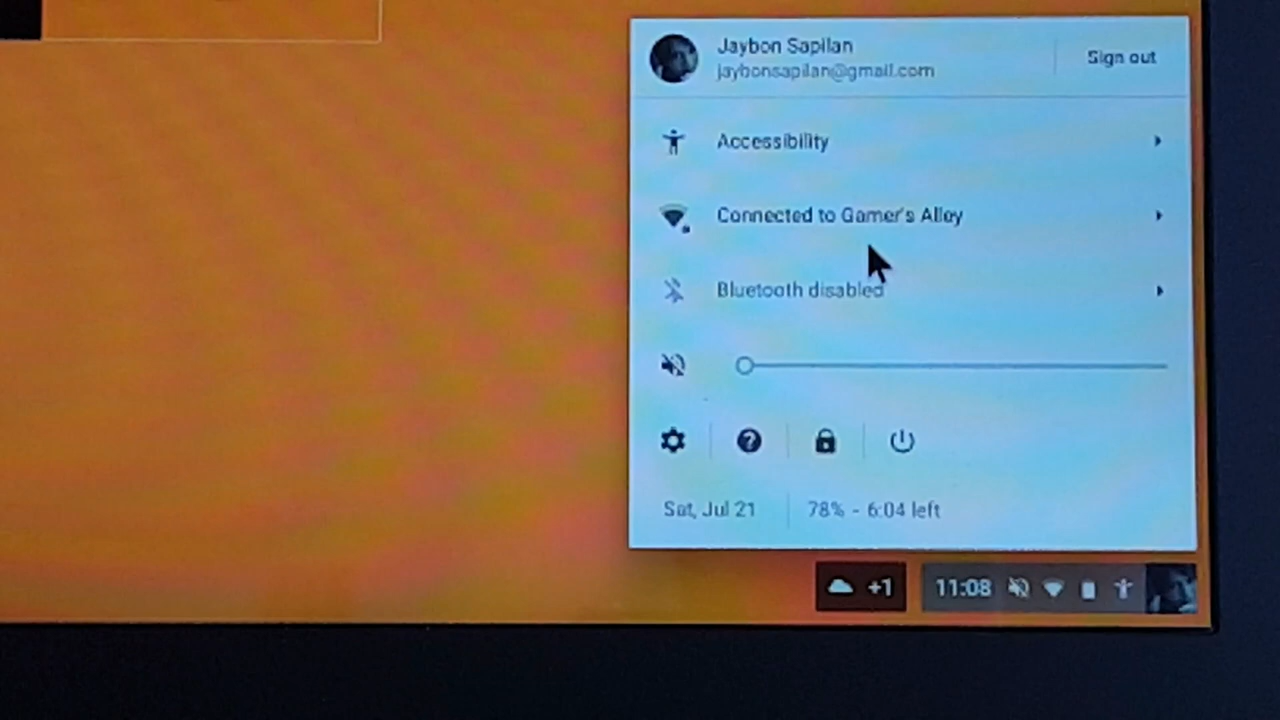 Jaybon Sapilan
jaybonsapilan@gmail.com
Sign out
Accessibility
Connected to Gamer's Alley
Bluetooth disabled
Sat, Jul 21
78% - 6:04 left
+1
11:08